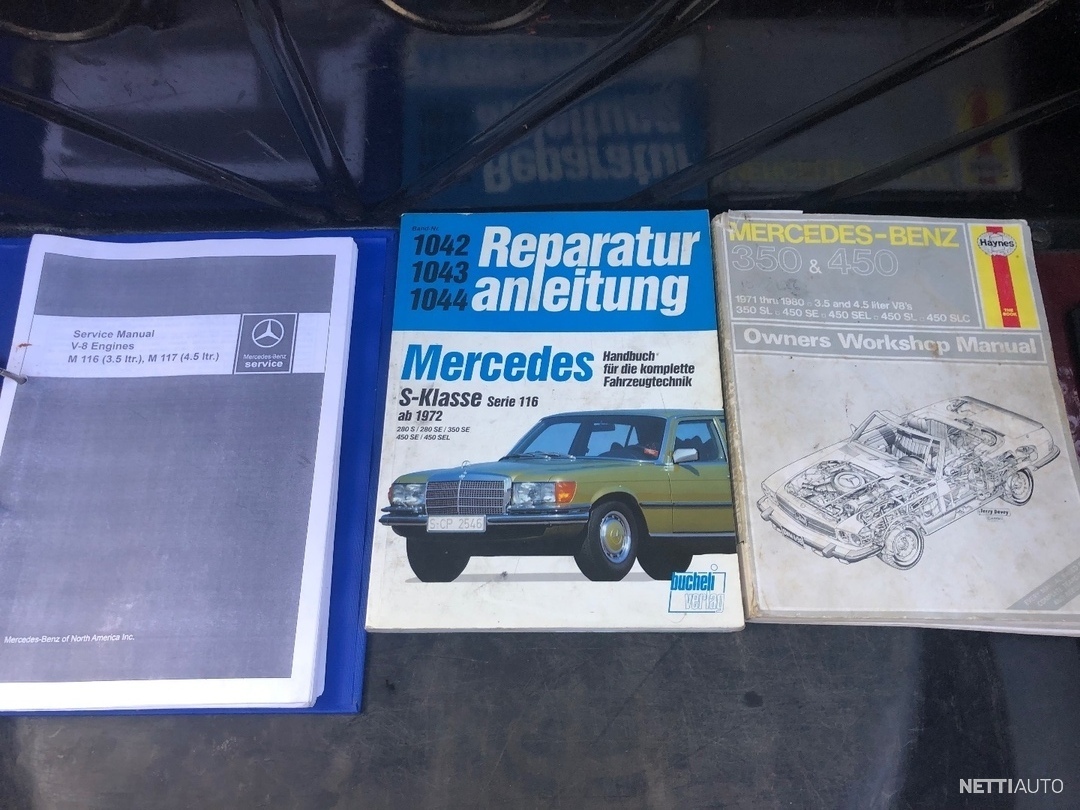 Service Manual
V-8 Engines
M 116 (3.5 ltr.), M 117 (4.5 ltr.)
Mercedes-Benz
service
Mercedes-Benz of North America Inc.
Band Nr.
1042
1043
1044
Reparatur
anleitung
Mercedes
Handbuch
für die komplette
Fahrzeugtechnik
S-Klasse Serie 116
ab 1972
280 S / 280 SE / 350 SE
450 SE / 450 SEL
S-CP 2546
bucheli
verlag
MERCEDES-BENZ
350 & 450
Haynes
1971 thru 1980 □ 3.5 and 4.5 liter V8's
350 SL □ 450 SE □ 450 SEL □ 450 SL □ 450 SLC
Owners Workshop Manual
Terry Davey
Reparatur
anleitung
NETTIAUTO